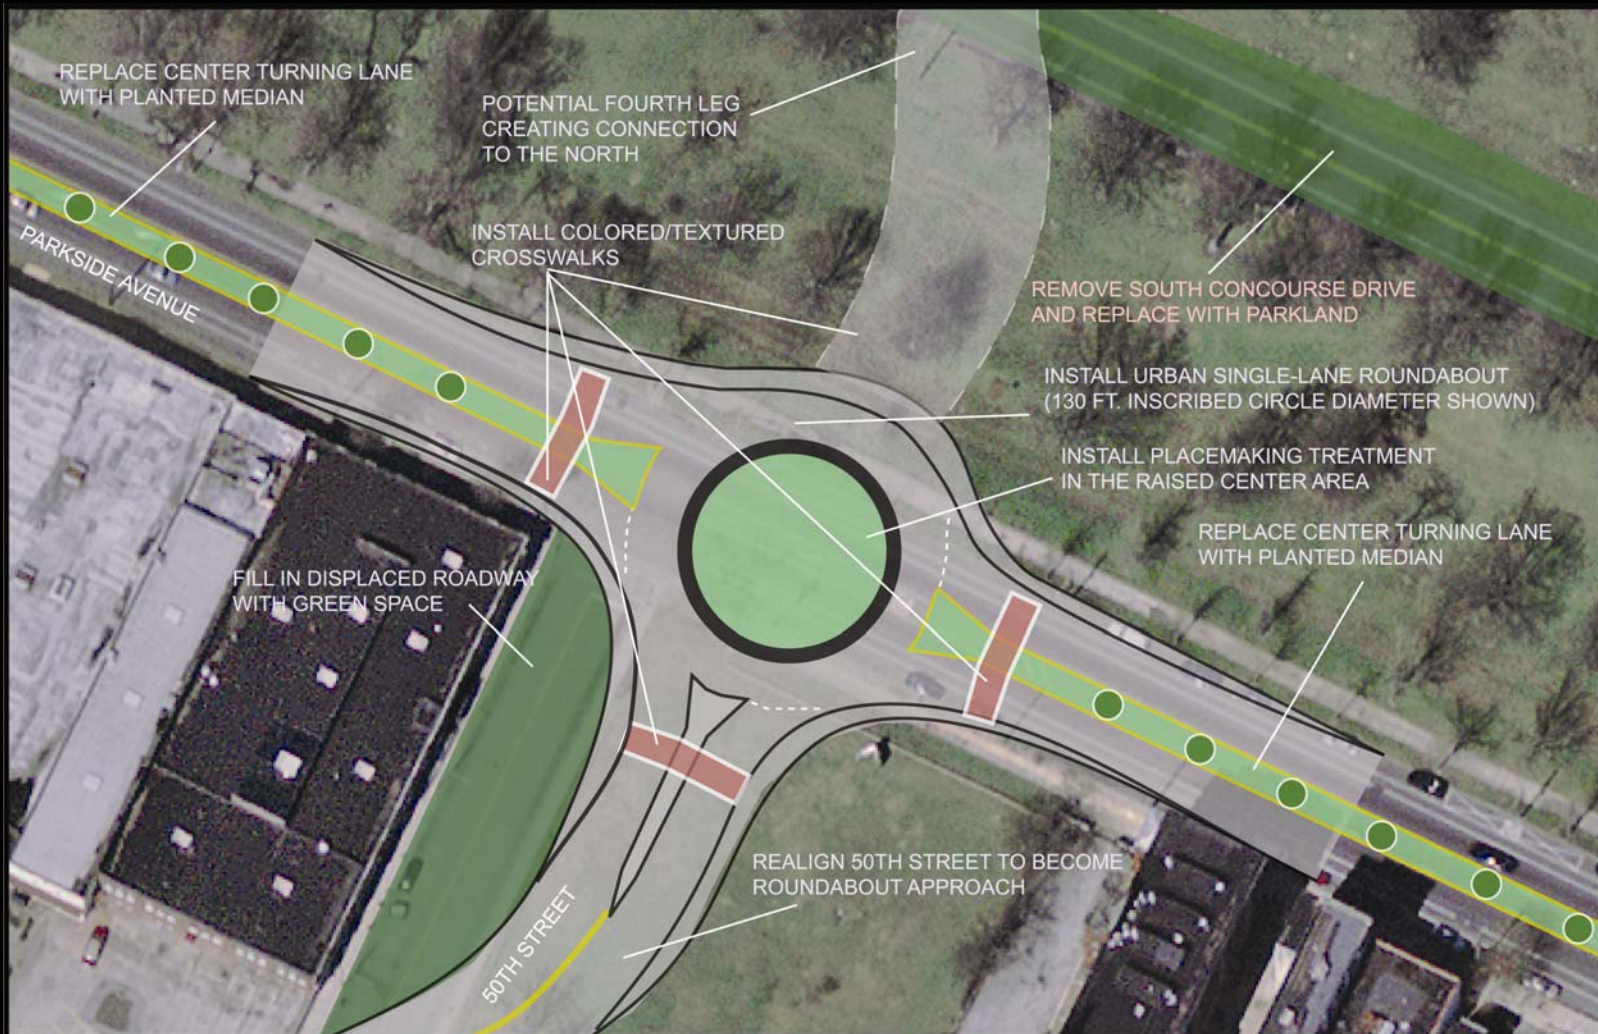 REPLACE CENTER TURNING LANE
WITH PLANTED MEDIAN
POTENTIAL FOURTH LEG
CREATING CONNECTION
TO THE NORTH
INSTALL COLORED/TEXTURED
CROSSWALKS
PARKSIDE AVENUE
REMOVE SOUTH CONCOURSE DRIVE
AND REPLACE WITH PARKLAND
INSTALL URBAN SINGLE-LANE ROUNDABOUT
(130 FT. INSCRIBED CIRCLE DIAMETER SHOWN)
INSTALL PLACEMAKING TREATMENT
IN THE RAISED CENTER AREA
REPLACE CENTER TURNING LANE
WITH PLANTED MEDIAN
FILL IN DISPLACED ROADWAY
WITH GREEN SPACE
REALIGN 50TH STREET TO BECOME
ROUNDABOUT APPROACH
50TH STREET